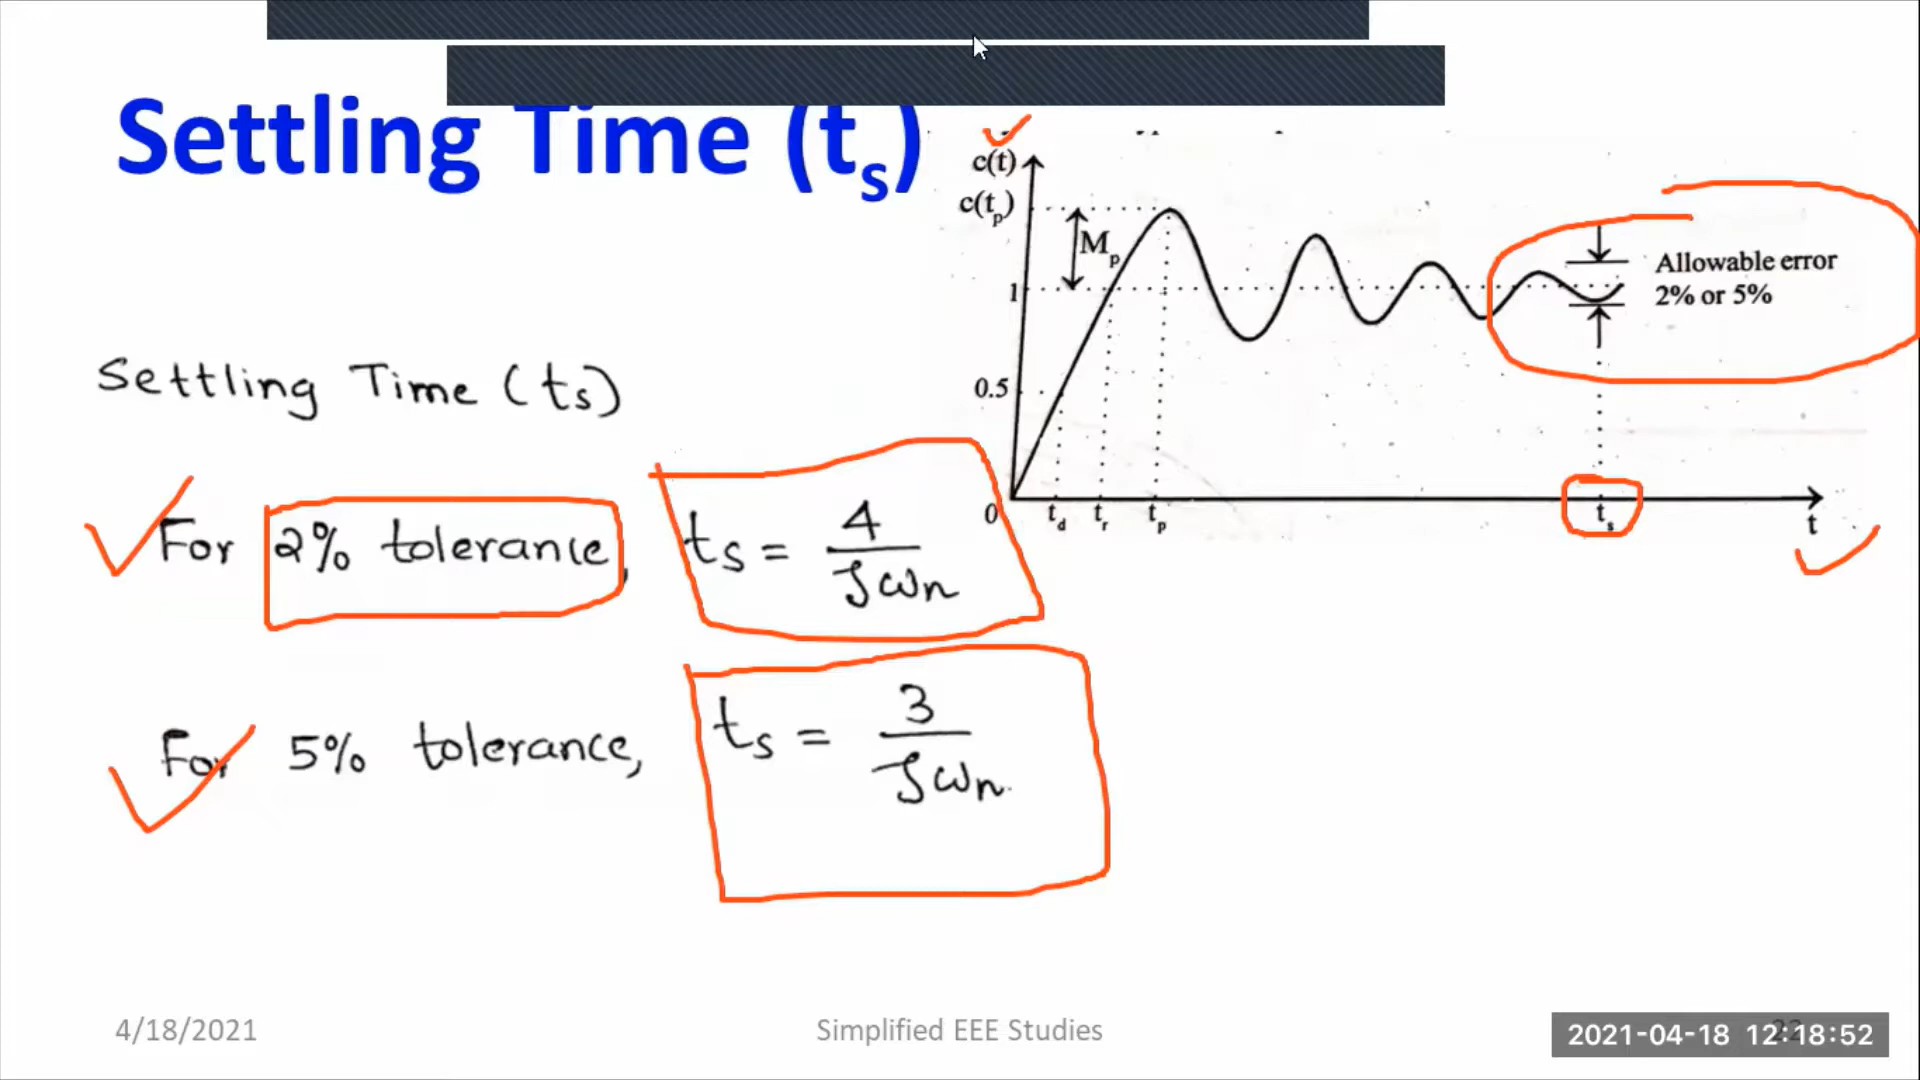 Settling Time (ts)
c(t)
c(tp)
Mp
1
Allowable error
2% or 5%
0.5
0
td tr tp ts t
Settling Time (ts)
For 2% tolerance, ts = 4 / ζωn
For 5% tolerance, ts = 3 / ζωn
4/18/2021
Simplified EEE Studies
2021-04-18 12:18:52